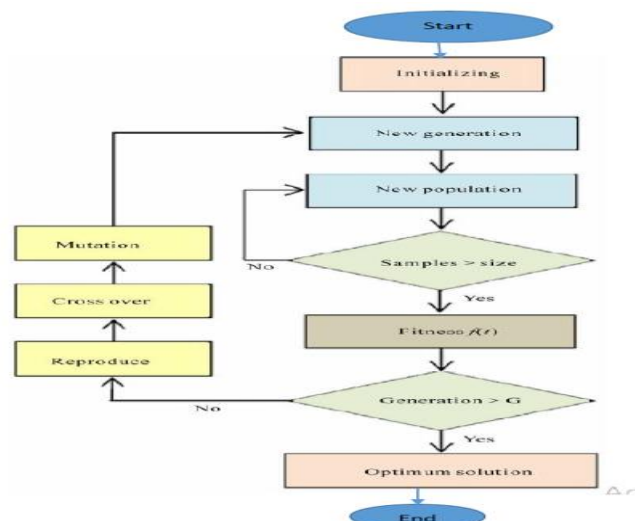 Start
Initializing
New generation
New population
Mutation
No
Samples > size
Cross over
Yes
Fitness f(t)
Reproduce
No
Generation > G
Yes
Optimum solution
End